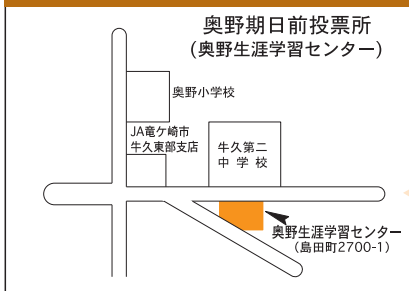 奥野期日前投票所
(奥野生涯学習センター)
奥野小学校
JA竜ケ崎市
牛久東部支店
牛久第二
中学校
奥野生涯学習センター
(島田町2700-1)